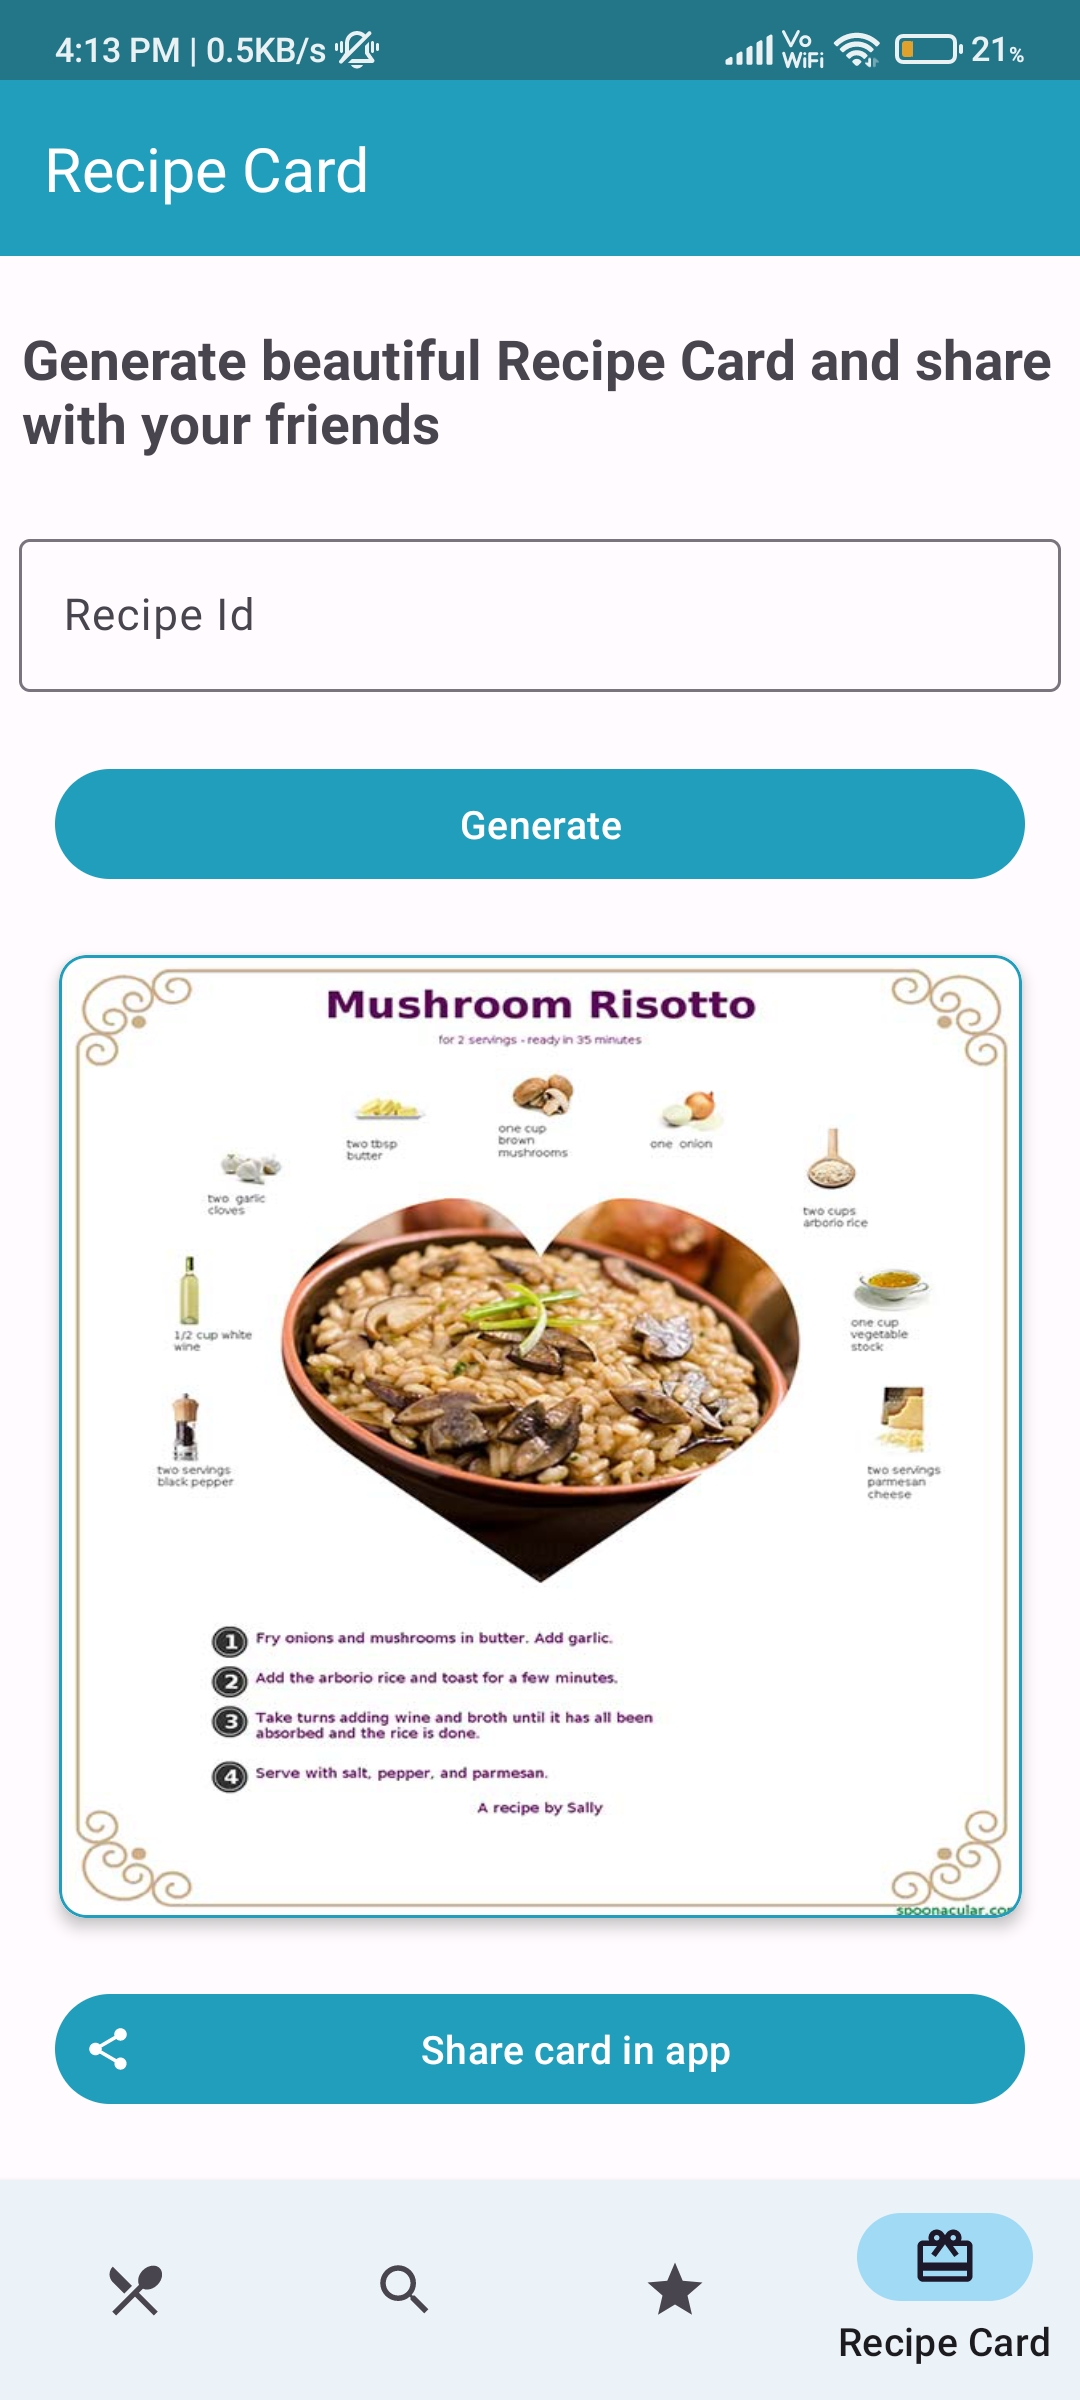 4:13 PM | 0.5KB/s
Vo
WiFi
21%
Recipe Card
Generate beautiful Recipe Card and share
with your friends
Recipe Id
Generate
Mushroom Risotto
for 2 servings - ready in 35 minutes
two garlic
cloves
two tbsp
butter
one cup
brown
mushrooms
one onion
two cups
arborio rice
1/2 cup white
wine
one cup
vegetable
stock
two servings
black pepper
two servings
parmesan
cheese
1 Fry onions and mushrooms in butter. Add garlic.
2 Add the arborio rice and toast for a few minutes.
3 Take turns adding wine and broth until it has all been
absorbed and the rice is done.
4 Serve with salt, pepper, and parmesan.
A recipe by Sally
spoonacular.co
Share card in app
Recipe Card